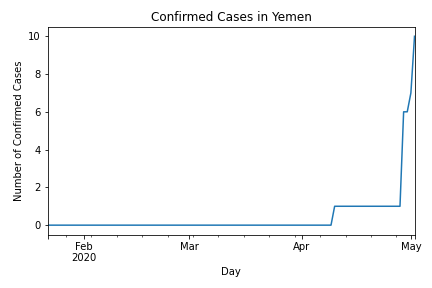 Confirmed Cases in Yemen
10
8
6
4
2
0
Number of Confirmed Cases
Feb Mar Apr May
2020
Day